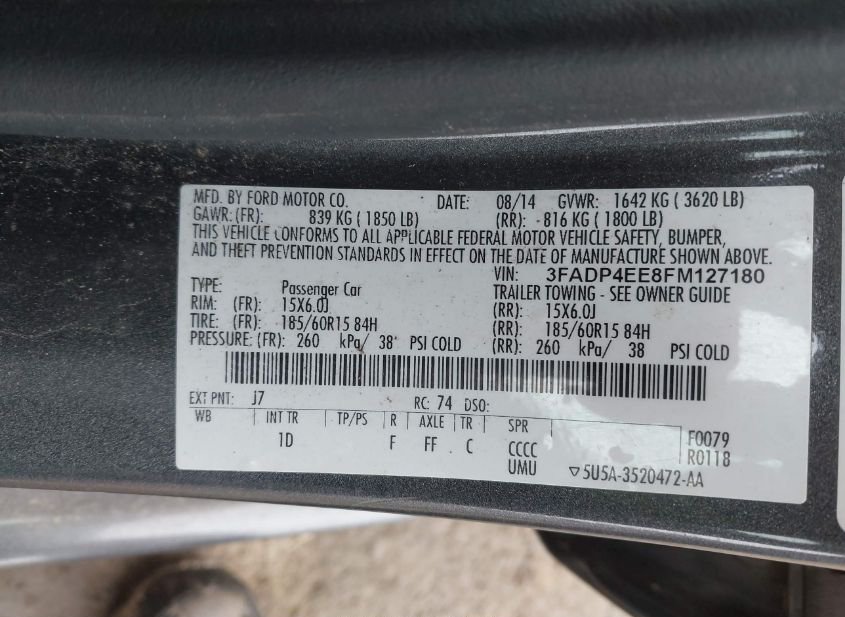 MFD. BY FORD MOTOR CO. DATE: 08/14 GVWR: 1642 KG ( 3620 LB)
GAWR: (FR): 839 KG ( 1850 LB) (RR): 816 KG ( 1800 LB)
THIS VEHICLE CONFORMS TO ALL APPLICABLE FEDERAL MOTOR VEHICLE SAFETY, BUMPER,
AND THEFT PREVENTION STANDARDS IN EFFECT ON THE DATE OF MANUFACTURE SHOWN ABOVE.
VIN: 3FADP4EE8FM127180
TYPE: Passenger Car TRAILER TOWING - SEE OWNER GUIDE
RIM: (FR): 15X6.0J (RR): 15X6.0J
TIRE: (FR): 185/60R15 84H (RR): 185/60R15 84H
PRESSURE: (FR): 260 kPa/ 38 PSI COLD (RR): 260 kPa/ 38 PSI COLD
EXT PNT: J7 RC: 74 DSO:
WB INT TR TP/PS R AXLE TR SPR
1D F FF C CCCC F0079
UMU R0118
▽5U5A-3520472-AA